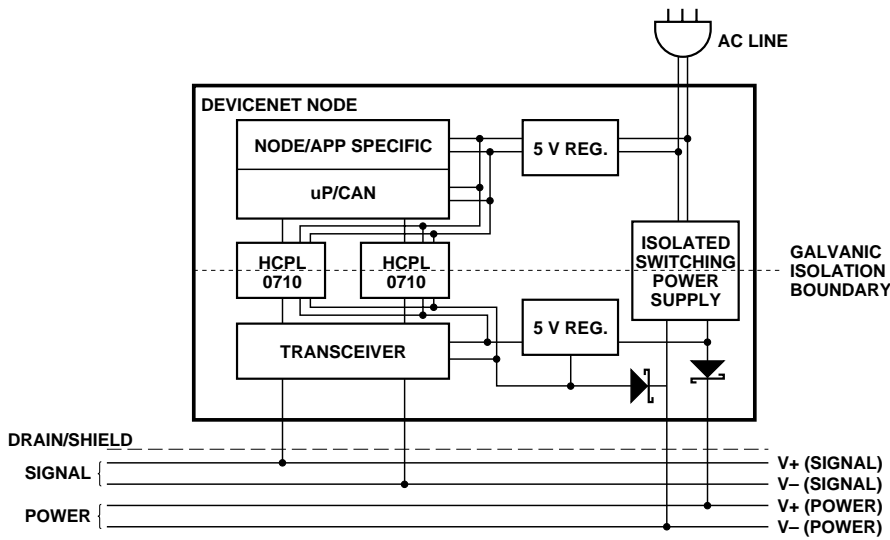 AC LINE
DEVICENET NODE
NODE/APP SPECIFIC
5 V REG.
uP/CAN
HCPL
0710
HCPL
0710
ISOLATED
SWITCHING
POWER
SUPPLY
GALVANIC
ISOLATION
BOUNDARY
TRANSCEIVER
5 V REG.
DRAIN/SHIELD
SIGNAL
V+ (SIGNAL)
V– (SIGNAL)
POWER
V+ (POWER)
V– (POWER)